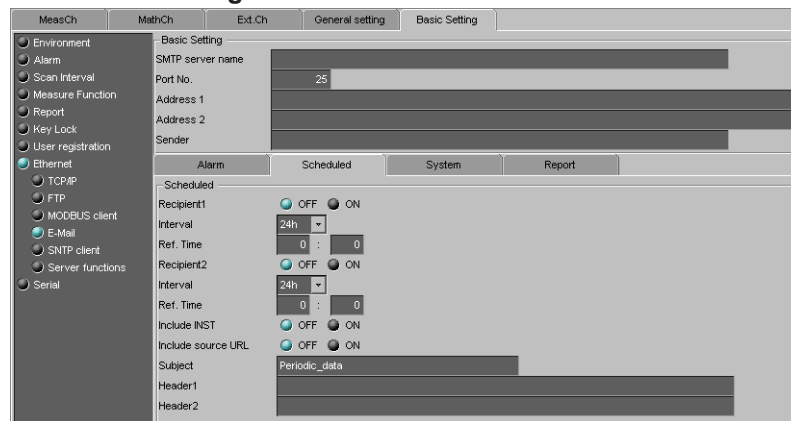 MeasCh MathCh Ext.Ch General setting Basic Setting
Environment
Alarm
Scan Interval
Measure Function
Report
Key Lock
User registration
Ethernet
TCP/IP
FTP
MODBUS client
E-Mail
SNTP client
Server functions
Serial
Basic Setting
SMTP server name
Port No. 25
Address 1
Address 2
Sender
Alarm Scheduled System Report
Scheduled
Recipient1 OFF ON
Interval 24h
Ref. Time 0 : 0
Recipient2 OFF ON
Interval 24h
Ref. Time 0 : 0
Include INST OFF ON
Include source URL OFF ON
Subject Periodic_data
Header1
Header2